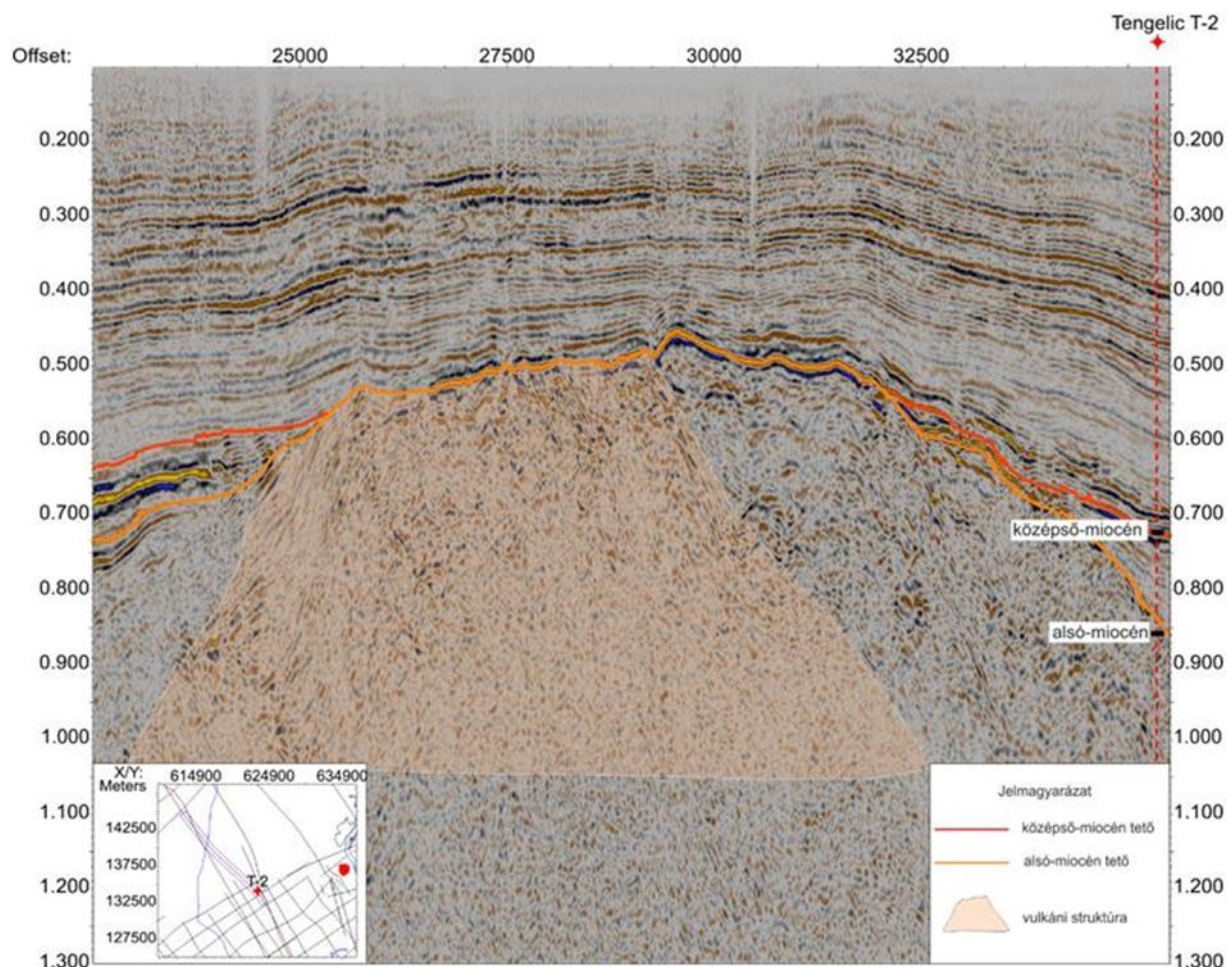 Tengelic T-2
Offset: 25000 27500 30000 32500
0.200 0.200
0.300 0.300
0.400 0.400
0.500 0.500
0.600 0.600
0.700 0.700
középső-miocén
0.800 0.800
alsó-miocén
0.900 0.900
1.000 1.000
1.100 1.100
1.200 1.200
1.300 1.300
X/Y: 614900 624900 634900
Meters
142500
137500
T-2
132500
127500
Jelmagyarázat
középső-miocén tető
alsó-miocén tető
vulkáni struktúra